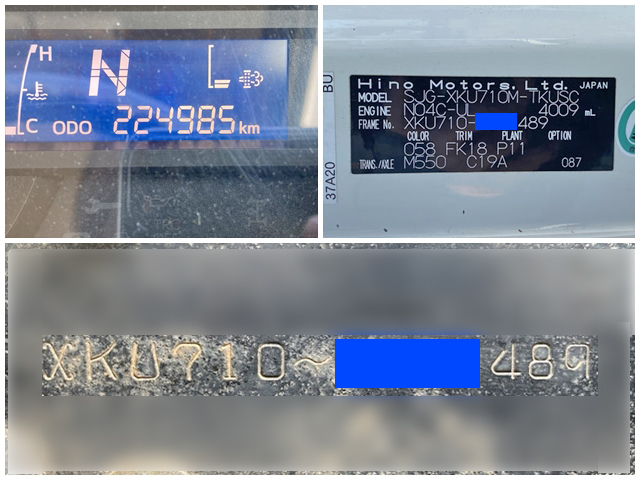 H
N
C ODO 224985 km
BU
37A20
Hino Motors, Ltd. JAPAN
MODEL SJG-XKU710M-TKUSC
ENGINE N04C-UL 4009 mL
FRAME No. XKU710- 489
COLOR TRIM PLANT OPTION
058 FK18 P11
TRANS./AXLE M550 C19A 087
XKU710~ 489